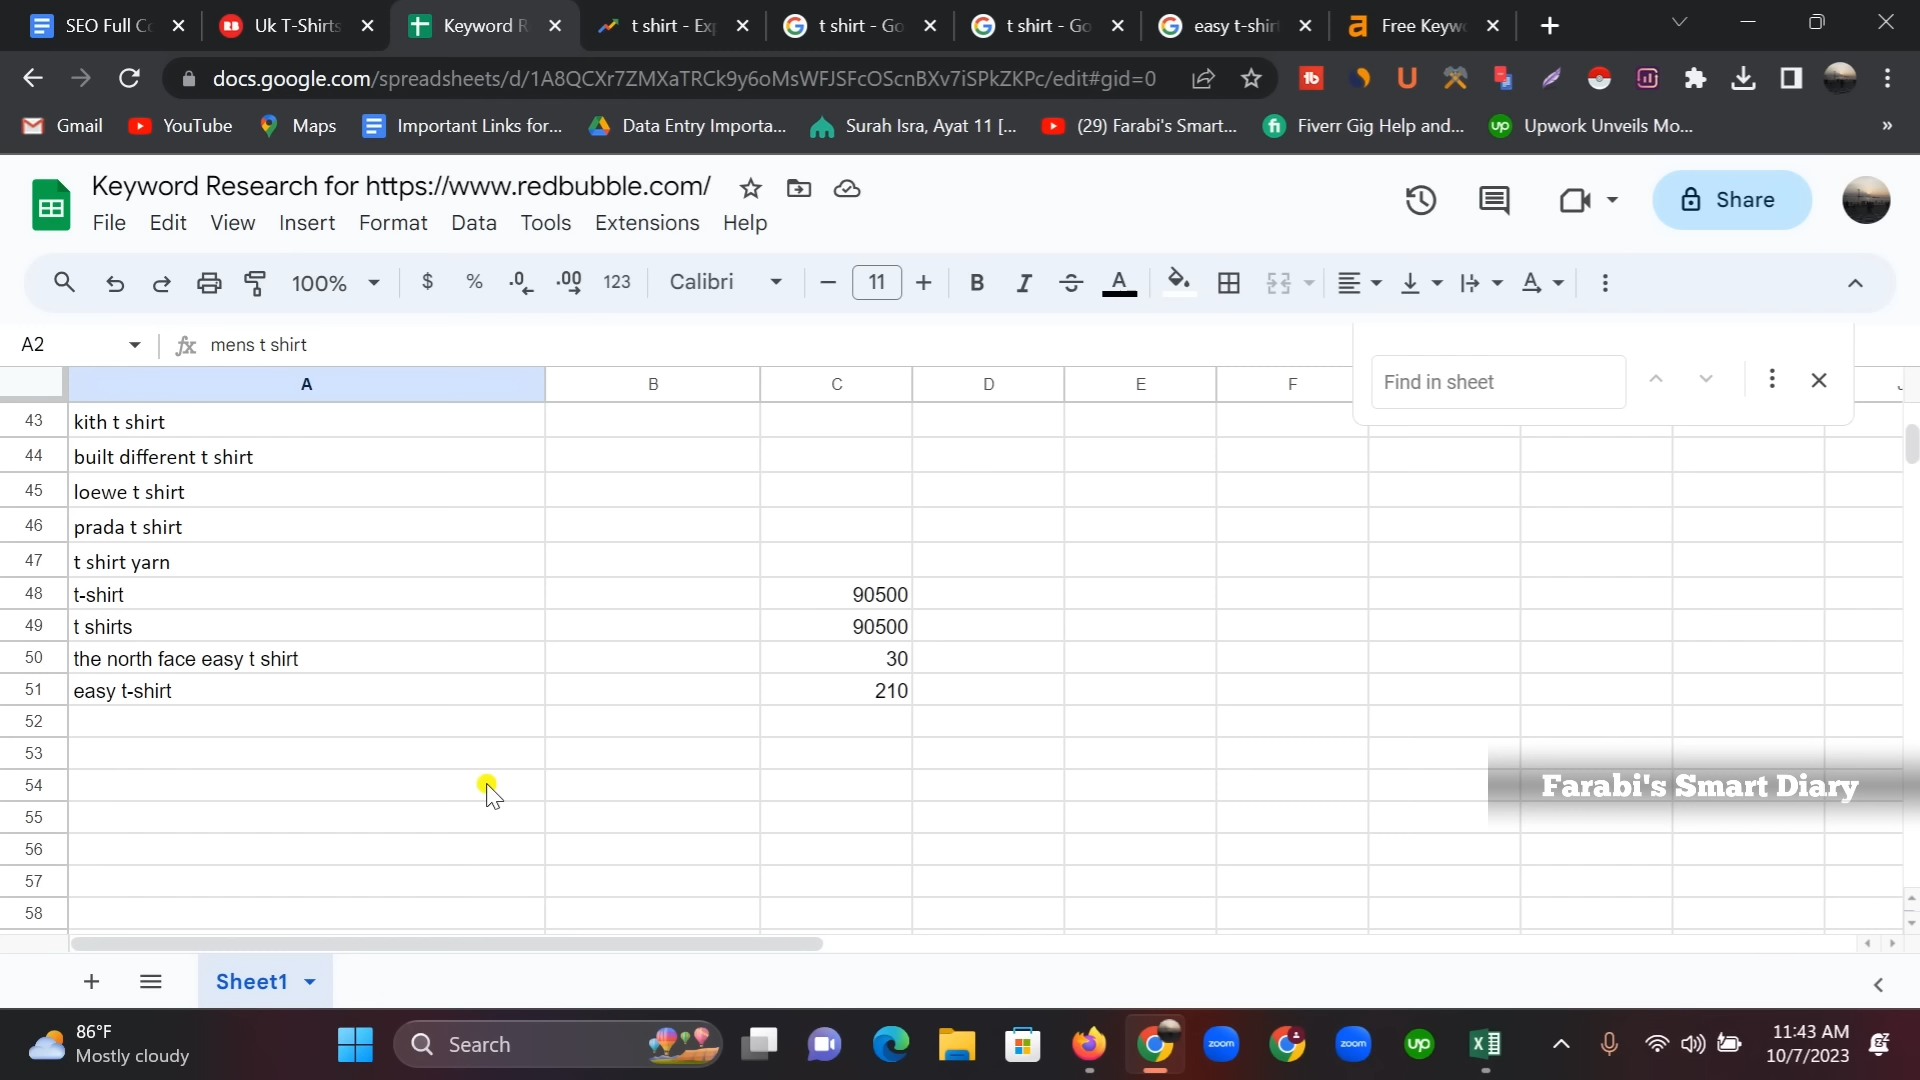 SEO Full C
Uk T-Shirts
Keyword R
t shirt - Exp
t shirt - Go
t shirt - Go
easy t-shirt
Free Keyw
docs.google.com/spreadsheets/d/1A8QCXr7ZMXaTRCk9y6oMsWFJSFcOScnBXv7iSPkZKPc/edit#gid=0
Gmail
YouTube
Maps
Important Links for...
Data Entry Importa...
Surah Isra, Ayat 11 [...
(29) Farabi's Smart...
Fiverr Gig Help and...
Upwork Unveils Mo...
»
Keyword Research for https://www.redbubble.com/
File Edit View Insert Format Data Tools Extensions Help
Share
100% $ % .0 .00 123 Calibri 11 B I S A
A2 fx mens t shirt
Find in sheet
A B C D E F
43 kith t shirt
44 built different t shirt
45 loewe t shirt
46 prada t shirt
47 t shirt yarn
48 t-shirt 90500
49 t shirts 90500
50 the north face easy t shirt 30
51 easy t-shirt 210
52
53
54
55
56
57
58
Farabi's Smart Diary
Sheet1
86°F
Mostly cloudy
Search
zoom
zoom
up
11:43 AM
10/7/2023